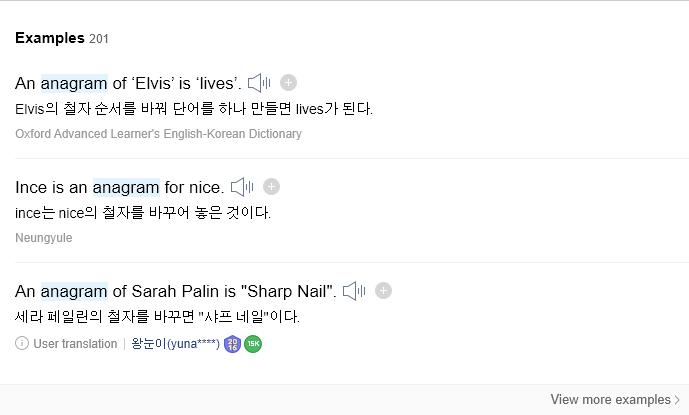 Examples 201
An anagram of ‘Elvis’ is ‘lives’.
Elvis의 철자 순서를 바꿔 단어를 하나 만들면 lives가 된다.
Oxford Advanced Learner's English-Korean Dictionary
Ince is an anagram for nice.
ince는 nice의 철자를 바꾸어 놓은 것이다.
Neungyule
An anagram of Sarah Palin is "Sharp Nail".
세라 페일린의 철자를 바꾸면 "샤프 네일"이다.
User translation | 왕눈이(yuna****) 2016 15K
View more examples